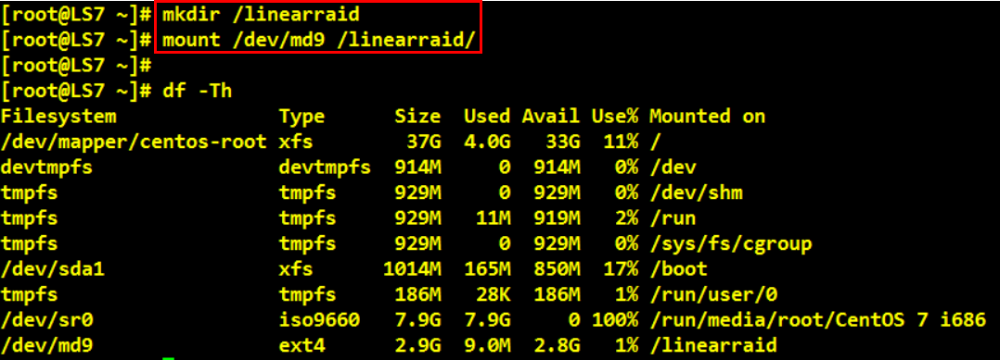 [root@LS7 ~]# mkdir /linearraid
[root@LS7 ~]# mount /dev/md9 /linearraid/
[root@LS7 ~]#
[root@LS7 ~]# df -Th
Filesystem              Type      Size  Used Avail Use% Mounted on
/dev/mapper/centos-root xfs        37G  4.0G   33G  11% /
devtmpfs                devtmpfs  914M     0  914M   0% /dev
tmpfs                   tmpfs     929M     0  929M   0% /dev/shm
tmpfs                   tmpfs     929M   11M  919M   2% /run
tmpfs                   tmpfs     929M     0  929M   0% /sys/fs/cgroup
/dev/sda1               xfs      1014M  165M  850M  17% /boot
tmpfs                   tmpfs     186M   28K  186M   1% /run/user/0
/dev/sr0                iso9660   7.9G  7.9G     0 100% /run/media/root/CentOS 7 i686
/dev/md9                ext4      2.9G  9.0M  2.8G   1% /linearraid